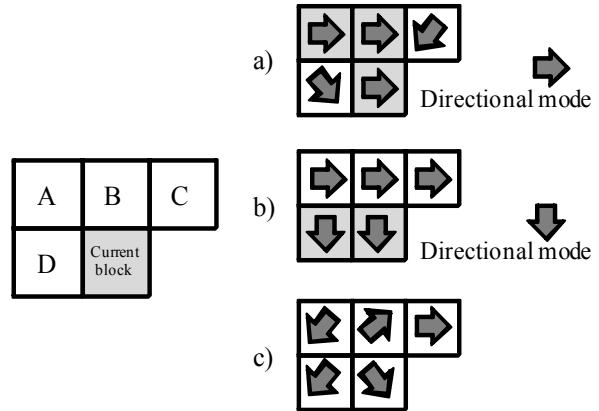 a)
Directional mode
A B C
D Current block
b)
Directional mode
c)